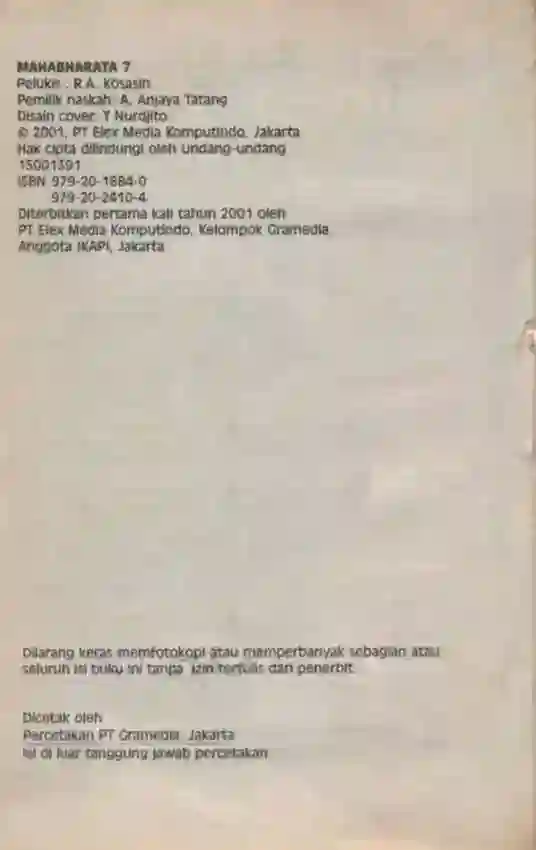 MAHABHARATA 7
Pelukis : R.A. Kosasih
Pemilik naskah: A. Anjaya Tatang
Disain cover: Y Nurdjito
© 2001, PT Elex Media Komputindo, Jakarta
Hak cipta dilindungi oleh undang-undang
15001391
ISBN 979-20-1884-0
979-20-2410-4
Diterbitkan pertama kali tahun 2001 oleh
PT Elex Media Komputindo, Kelompok Gramedia
Anggota IKAPI, Jakarta
Dilarang keras memfotokopi atau memperbanyak sebagian atau
seluruh isi buku ini tanpa izin tertulis dari penerbit
Dicetak oleh
Percetakan PT Gramedia, Jakarta
Isi di luar tanggung jawab percetakan